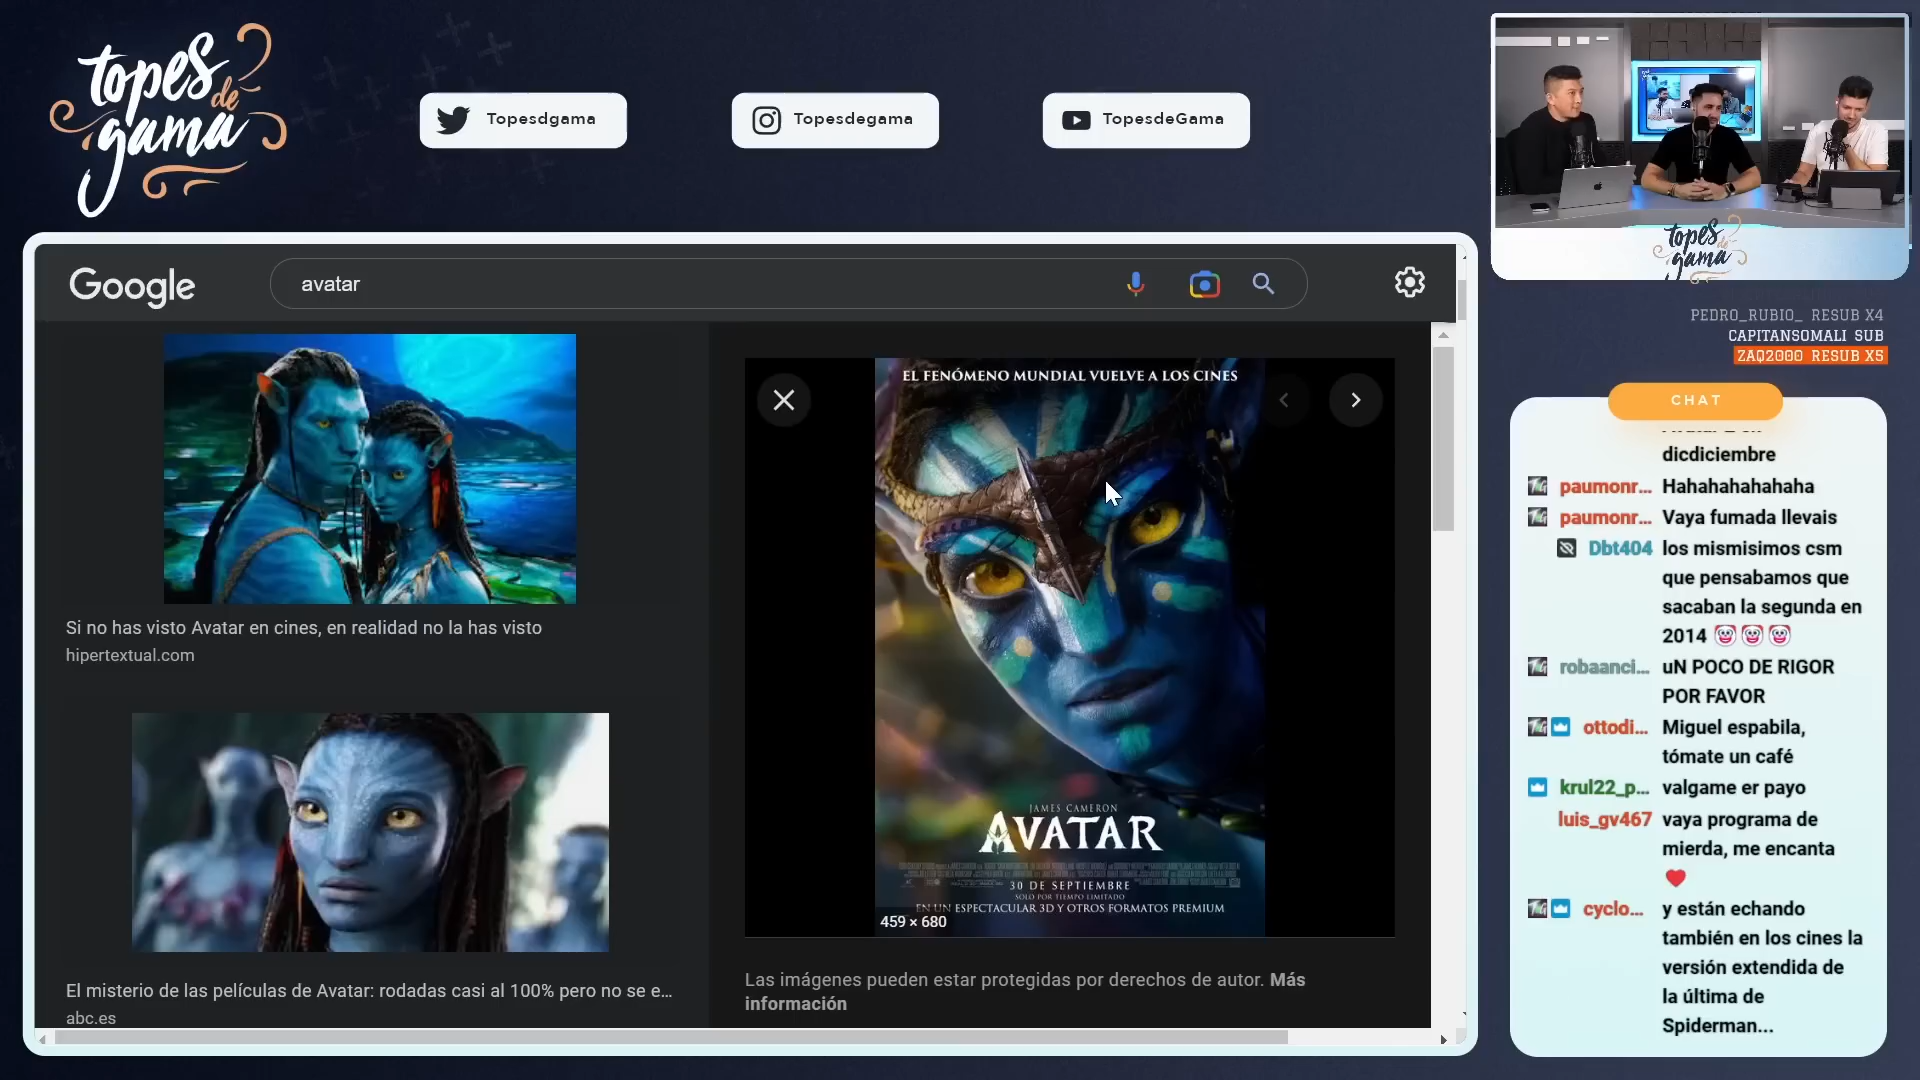 topes
de
gama
Topesdgama
Topesdegama
TopesdeGama
topes
de
gama
PEDRO_RUBIO_ RESUB X4
CAPITANSOMALI SUB
ZAQ2000 RESUB X5
Google
avatar
Si no has visto Avatar en cines, en realidad no la has visto
hipertextual.com
El misterio de las películas de Avatar: rodadas casi al 100% pero no se e...
abc.es
EL FENÓMENO MUNDIAL VUELVE A LOS CINES
JAMES CAMERON
AVATAR
30 DE SEPTIEMBRE
SOLO POR TIEMPO LIMITADO
EN UN ESPECTACULAR 3D Y OTROS FORMATOS PREMIUM
459 × 680
Las imágenes pueden estar protegidas por derechos de autor. Más
información
CHAT
dicdiciembre
paumonr... Hahahahahaha
paumonr... Vaya fumada llevais
Dbt404 los mismisimos csm
que pensabamos que
sacaban la segunda en
2014 🤡🤡🤡
robaanci... uN POCO DE RIGOR
POR FAVOR
ottodi... Miguel espabila,
tómate un café
krul22_p... valgame er payo
luis_gv467 vaya programa de
mierda, me encanta
❤
cyclo... y están echando
también en los cines la
versión extendida de
la última de
Spiderman...